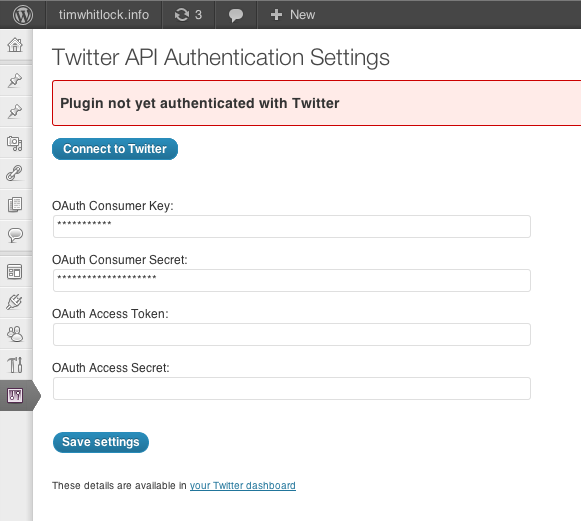 timwhitlock.info 3 New
Twitter API Authentication Settings
Plugin not yet authenticated with Twitter
Connect to Twitter
OAuth Consumer Key:
***********
OAuth Consumer Secret:
********************
OAuth Access Token:
OAuth Access Secret:
Save settings
These details are available in your Twitter dashboard